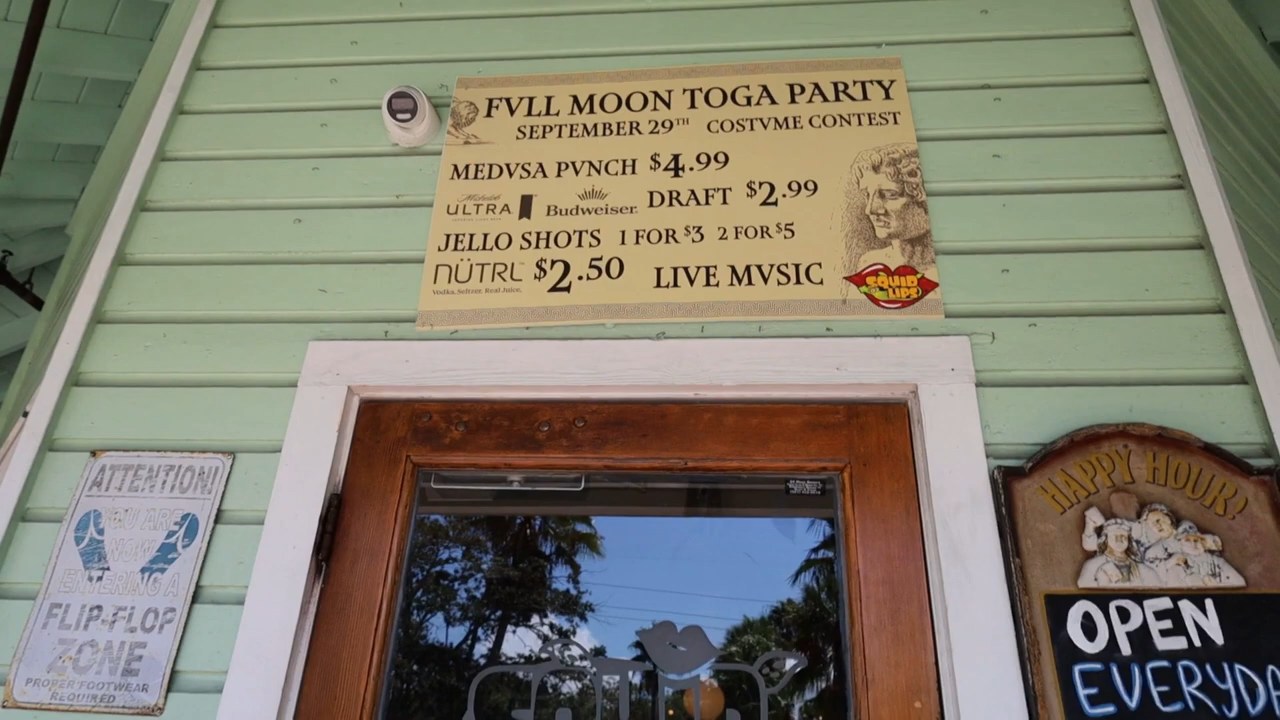 FVLL MOON TOGA PARTY
SEPTEMBER 29TH COSTVME CONTEST
MEDVSA PVNCH $4.99
Michelob ULTRA Budweiser DRAFT $2.99
JELLO SHOTS 1 FOR $3 2 FOR $5
NÜTRL $2.50 LIVE MVSIC
Vodka, Seltzer, Real Juice.
SQUID
LIPS
ATTENTION!
YOU ARE
NOW
ENTERING A
FLIP-FLOP
ZONE
PROPER FOOTWEAR
REQUIRED
SQUID
HAPPY HOUR!
OPEN
EVERYDA